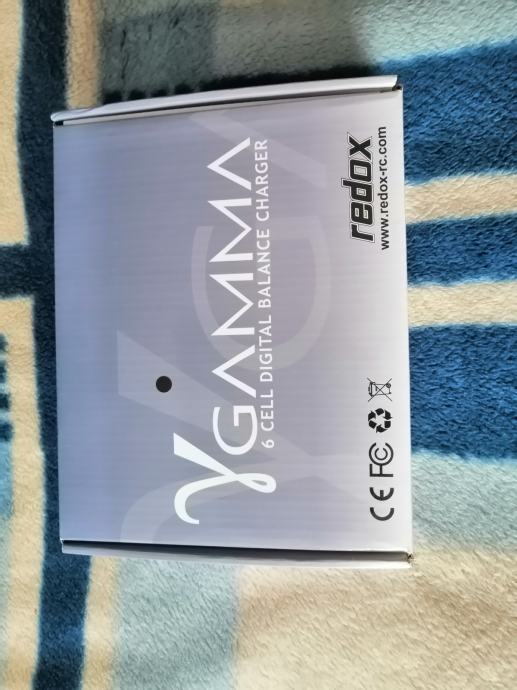 γGAMMA
6 CELL DIGITAL BALANCE CHARGER
redox
www.redox-rc.com
CE FC